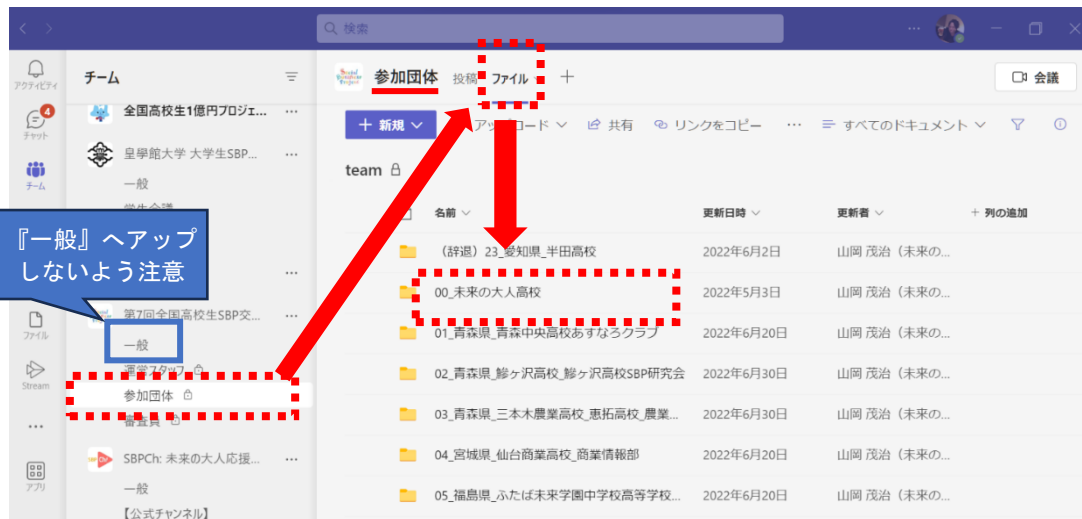 検索
アクティビティ
チャット
チーム
ファイル
Stream
アプリ
4
チーム
全国高校生1億円プロジェ...
皇學館大学 大学生SBP...
一般
学生会議
『一般』へアップ
しないよう注意
第7回全国高校生SBP交...
一般
運営スタッフ
参加団体
審査員
SBPCh: 未来の大人応援...
一般
【公式チャンネル】
参加団体 投稿 ファイル
会議
新規 アップロード 共有 リンクをコピー ... すべてのドキュメント
team
名前 更新日時 更新者 + 列の追加
（辞退）23_愛知県_半田高校 2022年6月2日 山岡 茂治（未来の...
00_未来の大人高校 2022年5月3日 山岡 茂治（未来の...
01_青森県_青森中央高校あすなろクラブ 2022年6月20日 山岡 茂治（未来の...
02_青森県_鰺ヶ沢高校_鰺ヶ沢高校SBP研究会 2022年6月30日 山岡 茂治（未来の...
03_青森県_三本木農業高校_恵拓高校_農業... 2022年6月30日 山岡 茂治（未来の...
04_宮城県_仙台商業高校_商業情報部 2022年6月20日 山岡 茂治（未来の...
05_福島県_ふたば未来学園中学校高等学校... 2022年6月20日 山岡 茂治（未来の...